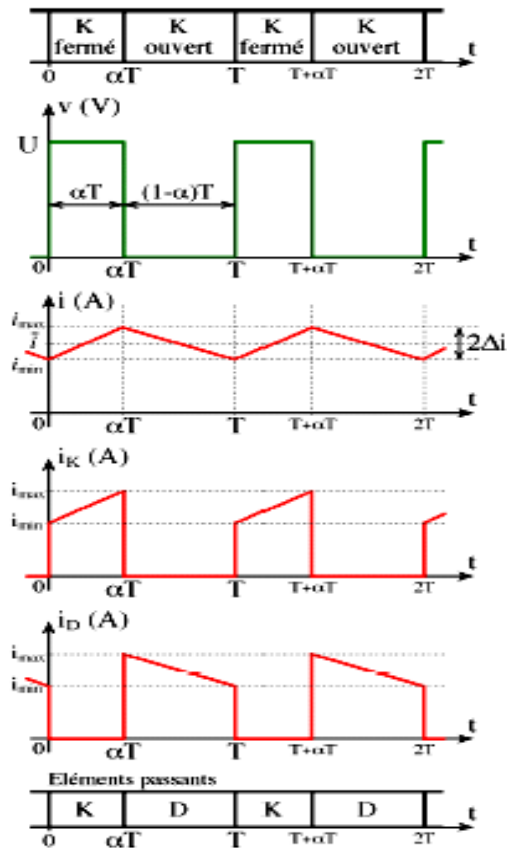 K fermé K ouvert K fermé K ouvert t
0 αT T T+αT 2T
v (V)
U
αT (1-α)T
t
0 αT T T+αT 2T
i (A)
imax
ī
imin
2Δi
t
0 αT T T+αT 2T
iK (A)
imax
imin
t
0 αT T T+αT 2T
iD (A)
imax
imin
t
0 αT T T+αT 2T
Eléments passants
K D K D t
0 αT T T+αT 2T